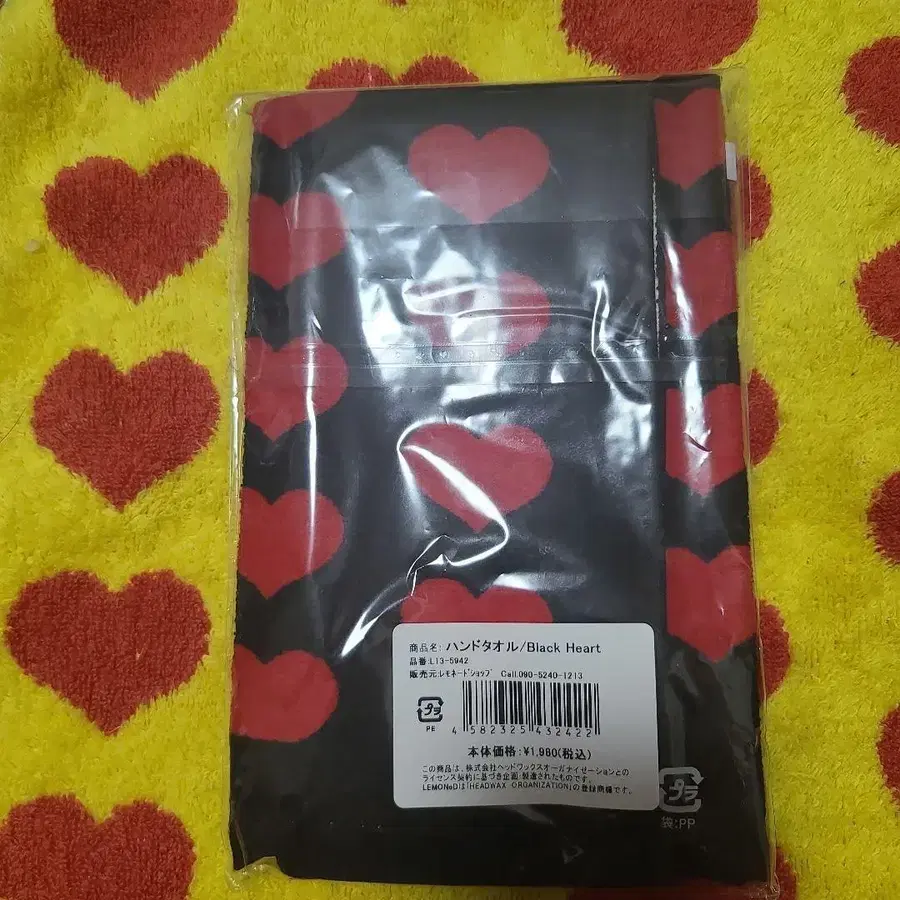 商品名: ハンドタオル/Black Heart
品番:L13-5942
販売元:レモネードショップ Call.090-5240-1213
プラ
PE
4 582325 432422
本体価格:¥1,980(税込)
この商品は、株式会社ヘッドワックスオーガナイゼーションとの
ライセンス契約に基づき企画・製造されたものです。
LEMONeDは「HEADWAX ORGANIZATION」の登録商標です。
プラ
袋:PP